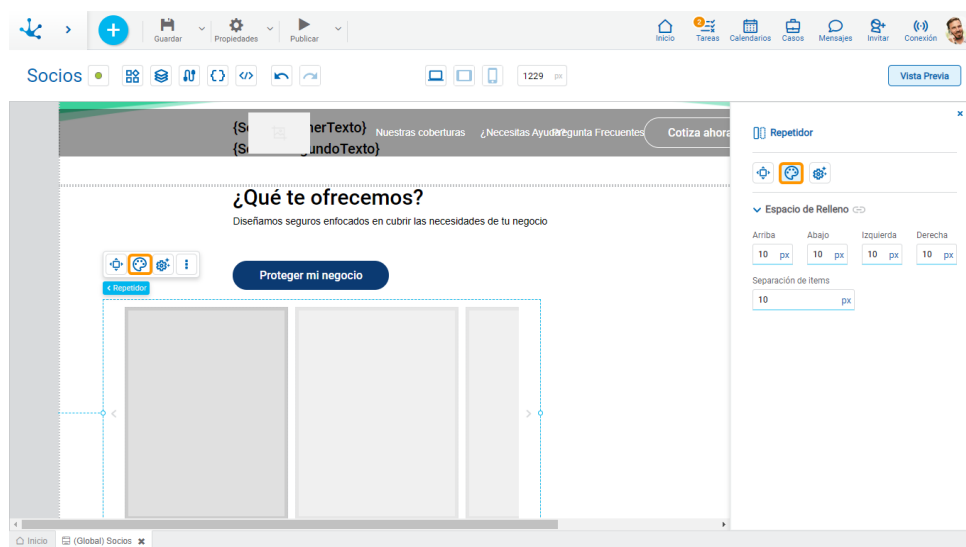 Guardar
Propiedades
Publicar
Inicio
2
Tareas
Calendarios
Casos
Mensajes
Invitar
Conexión
Socios
1229 px
Vista Previa
Nuestras coberturas
¿Necesitas Ayuda?
Pregunta Frecuentes
Cotiza ahora
¿Qué te ofrecemos?
Diseñamos seguros enfocados en cubrir las necesidades de tu negocio
Proteger mi negocio
Repetidor
Repetidor
Espacio de Relleno
Arriba Abajo Izquierda Derecha
10 px 10 px 10 px 10 px
Separación de items
10 px
Inicio
(Global) Socios